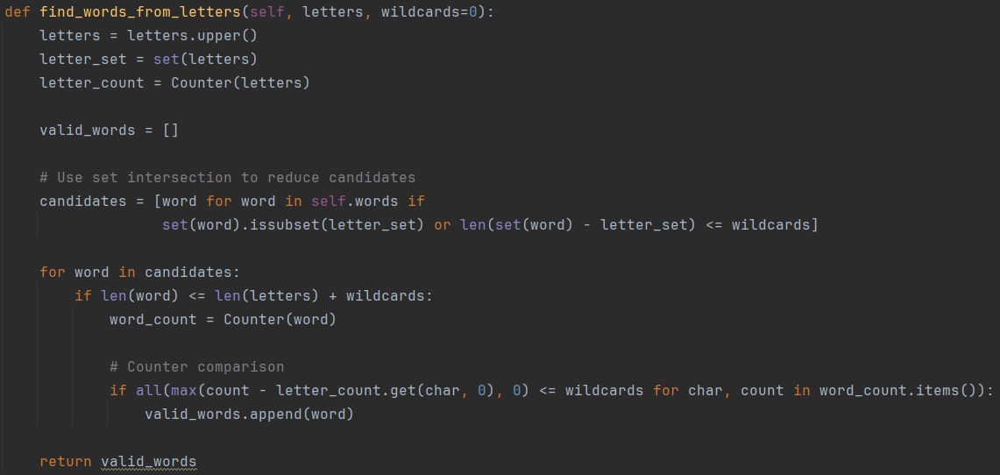 def find_words_from_letters(self, letters, wildcards=0):
    letters = letters.upper()
    letter_set = set(letters)
    letter_count = Counter(letters)

    valid_words = []

    # Use set intersection to reduce candidates
    candidates = [word for word in self.words if
                  set(word).issubset(letter_set) or len(set(word) - letter_set) <= wildcards]

    for word in candidates:
        if len(word) <= len(letters) + wildcards:
            word_count = Counter(word)

            # Counter comparison
            if all(max(count - letter_count.get(char, 0), 0) <= wildcards for char, count in word_count.items()):
                valid_words.append(word)

    return valid_words